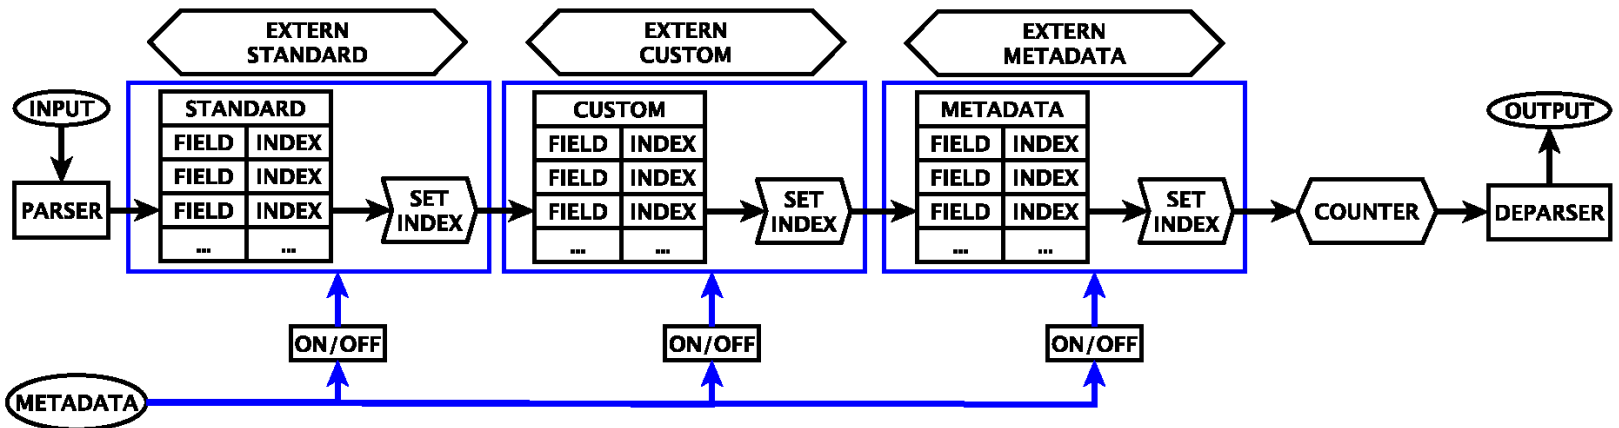 EXTERN
STANDARD
EXTERN
CUSTOM
EXTERN
METADATA
INPUT
STANDARD
FIELD INDEX
FIELD INDEX
FIELD INDEX
... ...
SET
INDEX
CUSTOM
FIELD INDEX
FIELD INDEX
FIELD INDEX
... ...
SET
INDEX
METADATA
FIELD INDEX
FIELD INDEX
FIELD INDEX
... ...
SET
INDEX
OUTPUT
PARSER
COUNTER
DEPARSER
ON/OFF
ON/OFF
ON/OFF
METADATA